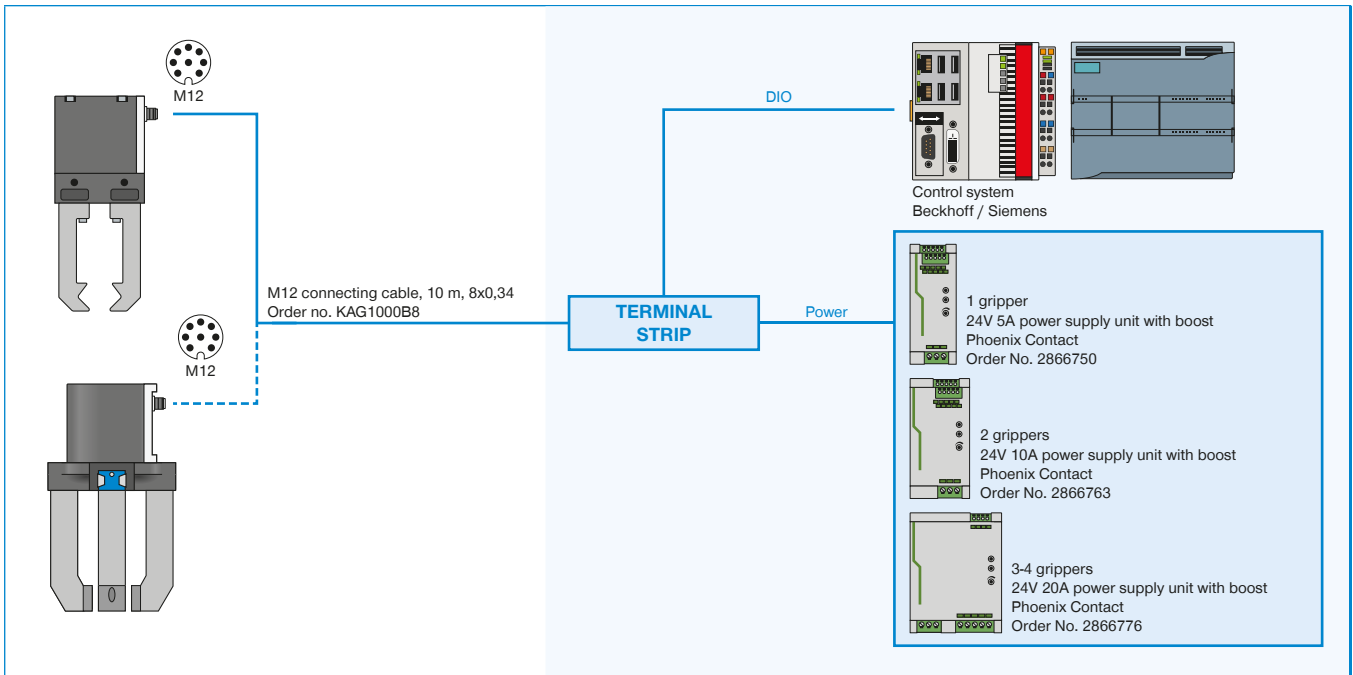 M12
DIO
Control system
Beckhoff / Siemens
M12 connecting cable, 10 m, 8x0,34
Order no. KAG1000B8
M12
TERMINAL
STRIP
Power
1 gripper
24V 5A power supply unit with boost
Phoenix Contact
Order No. 2866750
2 grippers
24V 10A power supply unit with boost
Phoenix Contact
Order No. 2866763
3-4 grippers
24V 20A power supply unit with boost
Phoenix Contact
Order No. 2866776